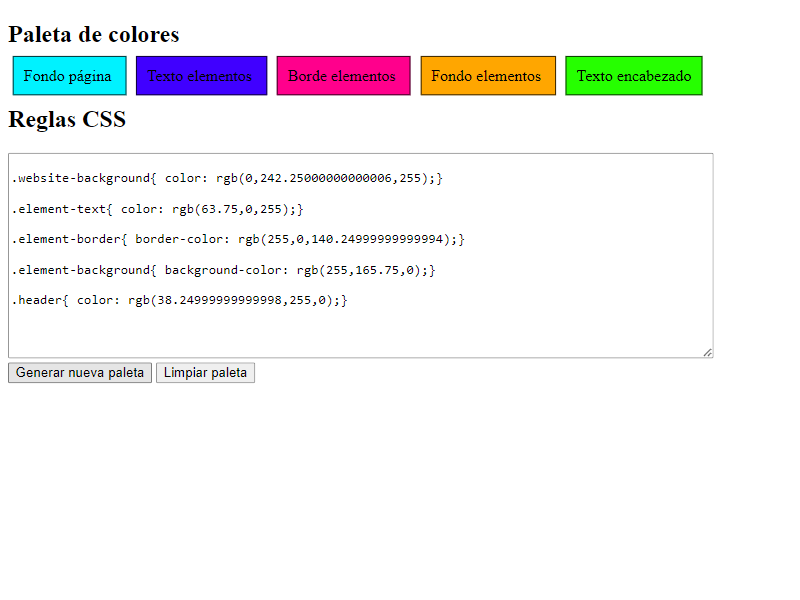 Paleta de colores
Fondo página Texto elementos Borde elementos Fondo elementos Texto encabezado
Reglas CSS
.website-background{ color: rgb(0,242.25000000000006,255);}
.element-text{ color: rgb(63.75,0,255);}
.element-border{ border-color: rgb(255,0,140.24999999999994);}
.element-background{ background-color: rgb(255,165.75,0);}
.header{ color: rgb(38.24999999999998,255,0);}
Generar nueva paleta Limpiar paleta